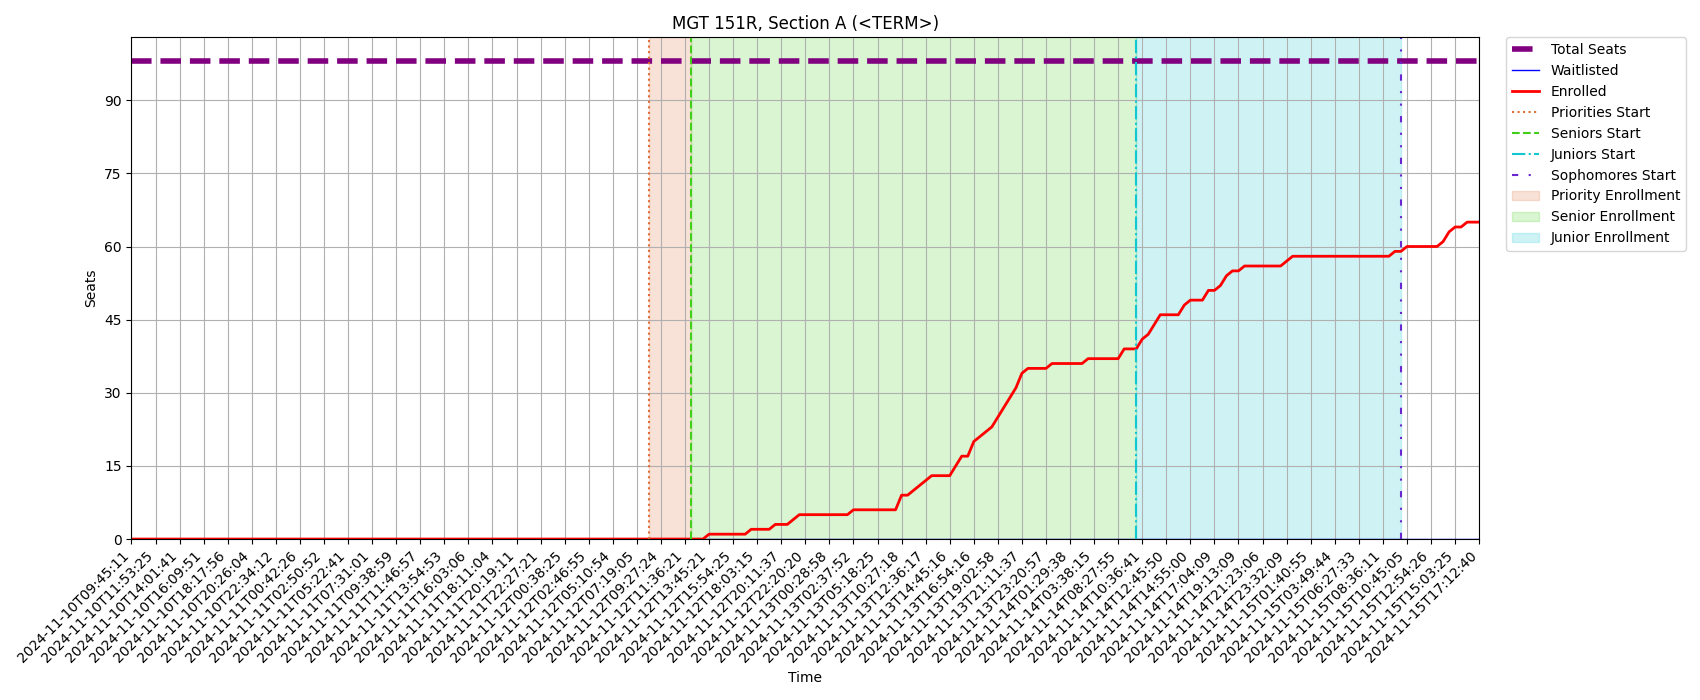 MGT 151R, Section A (<TERM>)
Total Seats
Waitlisted
Enrolled
Priorities Start
Seniors Start
Juniors Start
Sophomores Start
Priority Enrollment
Senior Enrollment
Junior Enrollment
Seats
90
75
60
45
30
15
0
2024-11-10T09:45:11
2024-11-10T11:53:25
2024-11-10T14:01:41
2024-11-10T16:09:51
2024-11-10T18:17:56
2024-11-10T20:26:04
2024-11-10T22:34:12
2024-11-11T00:42:26
2024-11-11T02:50:52
2024-11-11T05:22:41
2024-11-11T07:31:01
2024-11-11T09:38:59
2024-11-11T11:46:57
2024-11-11T13:54:53
2024-11-11T16:03:06
2024-11-11T18:11:04
2024-11-11T20:19:11
2024-11-11T22:27:21
2024-11-12T00:38:25
2024-11-12T02:46:55
2024-11-12T05:10:54
2024-11-12T07:19:05
2024-11-12T09:27:24
2024-11-12T11:36:21
2024-11-12T13:45:21
2024-11-12T15:54:25
2024-11-12T18:03:15
2024-11-12T20:11:37
2024-11-12T22:20:20
2024-11-13T00:28:58
2024-11-13T02:37:52
2024-11-13T05:18:25
2024-11-13T10:27:18
2024-11-13T12:36:17
2024-11-13T14:45:16
2024-11-13T16:54:16
2024-11-13T19:02:58
2024-11-13T21:11:37
2024-11-13T23:20:57
2024-11-14T01:29:38
2024-11-14T03:38:15
2024-11-14T08:27:55
2024-11-14T10:36:41
2024-11-14T12:45:50
2024-11-14T14:55:00
2024-11-14T17:04:09
2024-11-14T19:13:09
2024-11-14T21:23:06
2024-11-14T23:32:09
2024-11-15T01:40:55
2024-11-15T03:49:44
2024-11-15T06:27:33
2024-11-15T08:36:11
2024-11-15T10:45:05
2024-11-15T12:54:26
2024-11-15T15:03:25
2024-11-15T17:12:40
Time